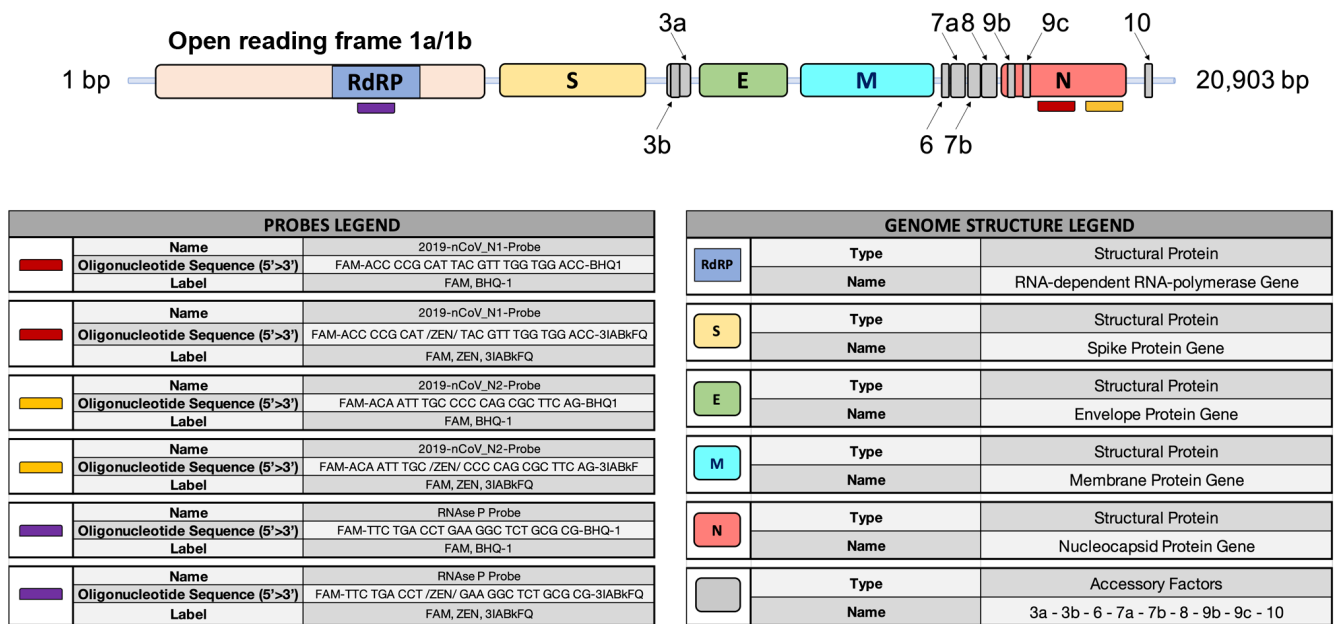 3a
7a 8 9b 9c 10
Open reading frame 1a/1b
1 bp RdRP S E M N 20,903 bp
3b 6 7b
PROBES LEGEND
Name 2019-nCoV_N1-Probe
Oligonucleotide Sequence (5'>3') FAM-ACC CCG CAT TAC GTT TGG TGG ACC-BHQ1
Label FAM, BHQ-1
Name 2019-nCoV_N1-Probe
Oligonucleotide Sequence (5'>3') FAM-ACC CCG CAT /ZEN/ TAC GTT TGG TGG ACC-3IABkFQ
Label FAM, ZEN, 3IABkFQ
Name 2019-nCoV_N2-Probe
Oligonucleotide Sequence (5'>3') FAM-ACA ATT TGC CCC CAG CGC TTC AG-BHQ1
Label FAM, BHQ-1
Name 2019-nCoV_N2-Probe
Oligonucleotide Sequence (5'>3') FAM-ACA ATT TGC /ZEN/ CCC CAG CGC TTC AG-3IABkF
Label FAM, ZEN, 3IABkFQ
Name RNAse P Probe
Oligonucleotide Sequence (5'>3') FAM-TTC TGA CCT GAA GGC TCT GCG CG-BHQ-1
Label FAM, BHQ-1
Name RNAse P Probe
Oligonucleotide Sequence (5'>3') FAM-TTC TGA CCT /ZEN/ GAA GGC TCT GCG CG-3IABkFQ
Label FAM, ZEN, 3IABkFQ
GENOME STRUCTURE LEGEND
RdRP Type Structural Protein
Name RNA-dependent RNA-polymerase Gene
S Type Structural Protein
Name Spike Protein Gene
E Type Structural Protein
Name Envelope Protein Gene
M Type Structural Protein
Name Membrane Protein Gene
N Type Structural Protein
Name Nucleocapsid Protein Gene
Type Accessory Factors
Name 3a - 3b - 6 - 7a - 7b - 8 - 9b - 9c - 10